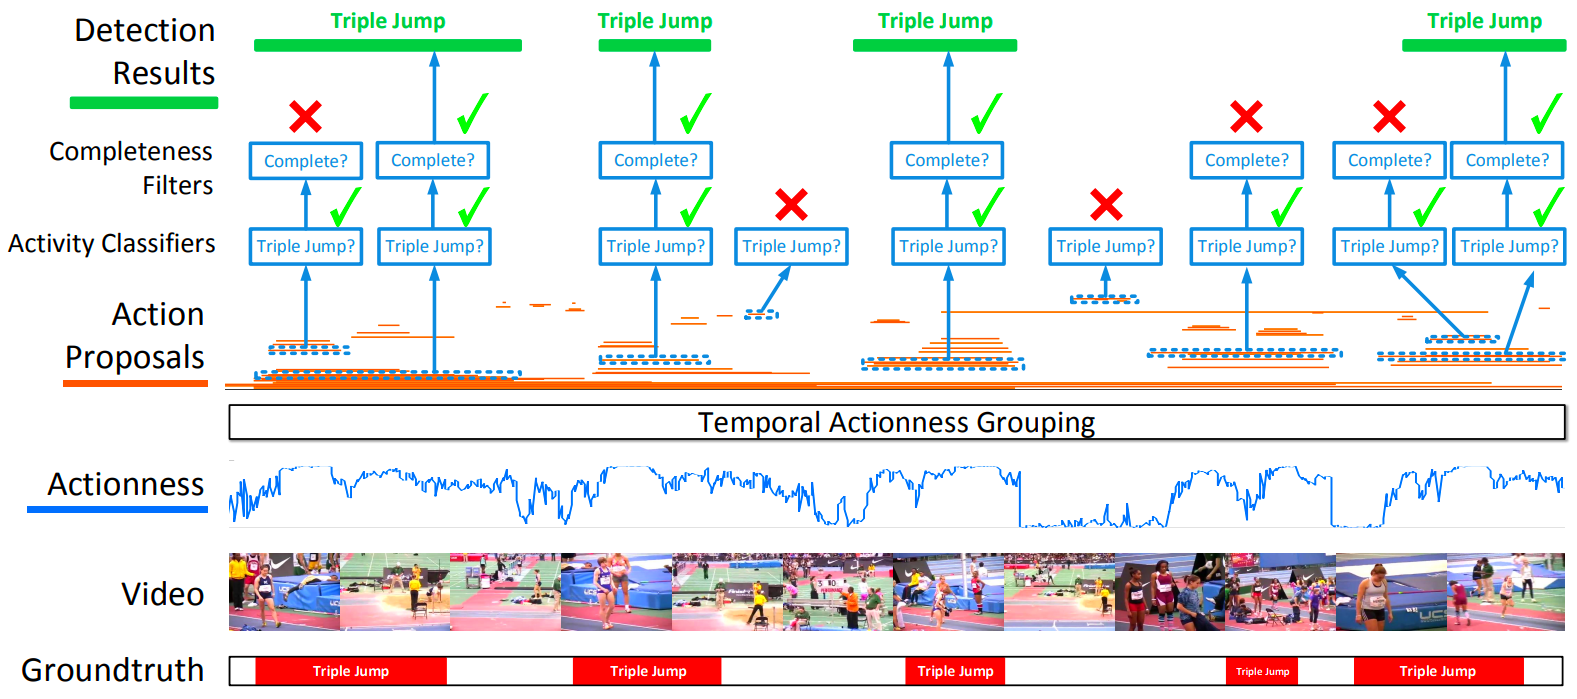 Detection
Results
Triple Jump
Triple Jump
Triple Jump
Triple Jump
Completeness
Filters
Complete?
Complete?
Complete?
Complete?
Complete?
Complete?
Complete?
Activity Classifiers
Triple Jump?
Triple Jump?
Triple Jump?
Triple Jump?
Triple Jump?
Triple Jump?
Triple Jump?
Triple Jump?
Triple Jump?
Action
Proposals
Temporal Actionness Grouping
Actionness
Video
Groundtruth
Triple Jump
Triple Jump
Triple Jump
Triple Jump
Triple Jump